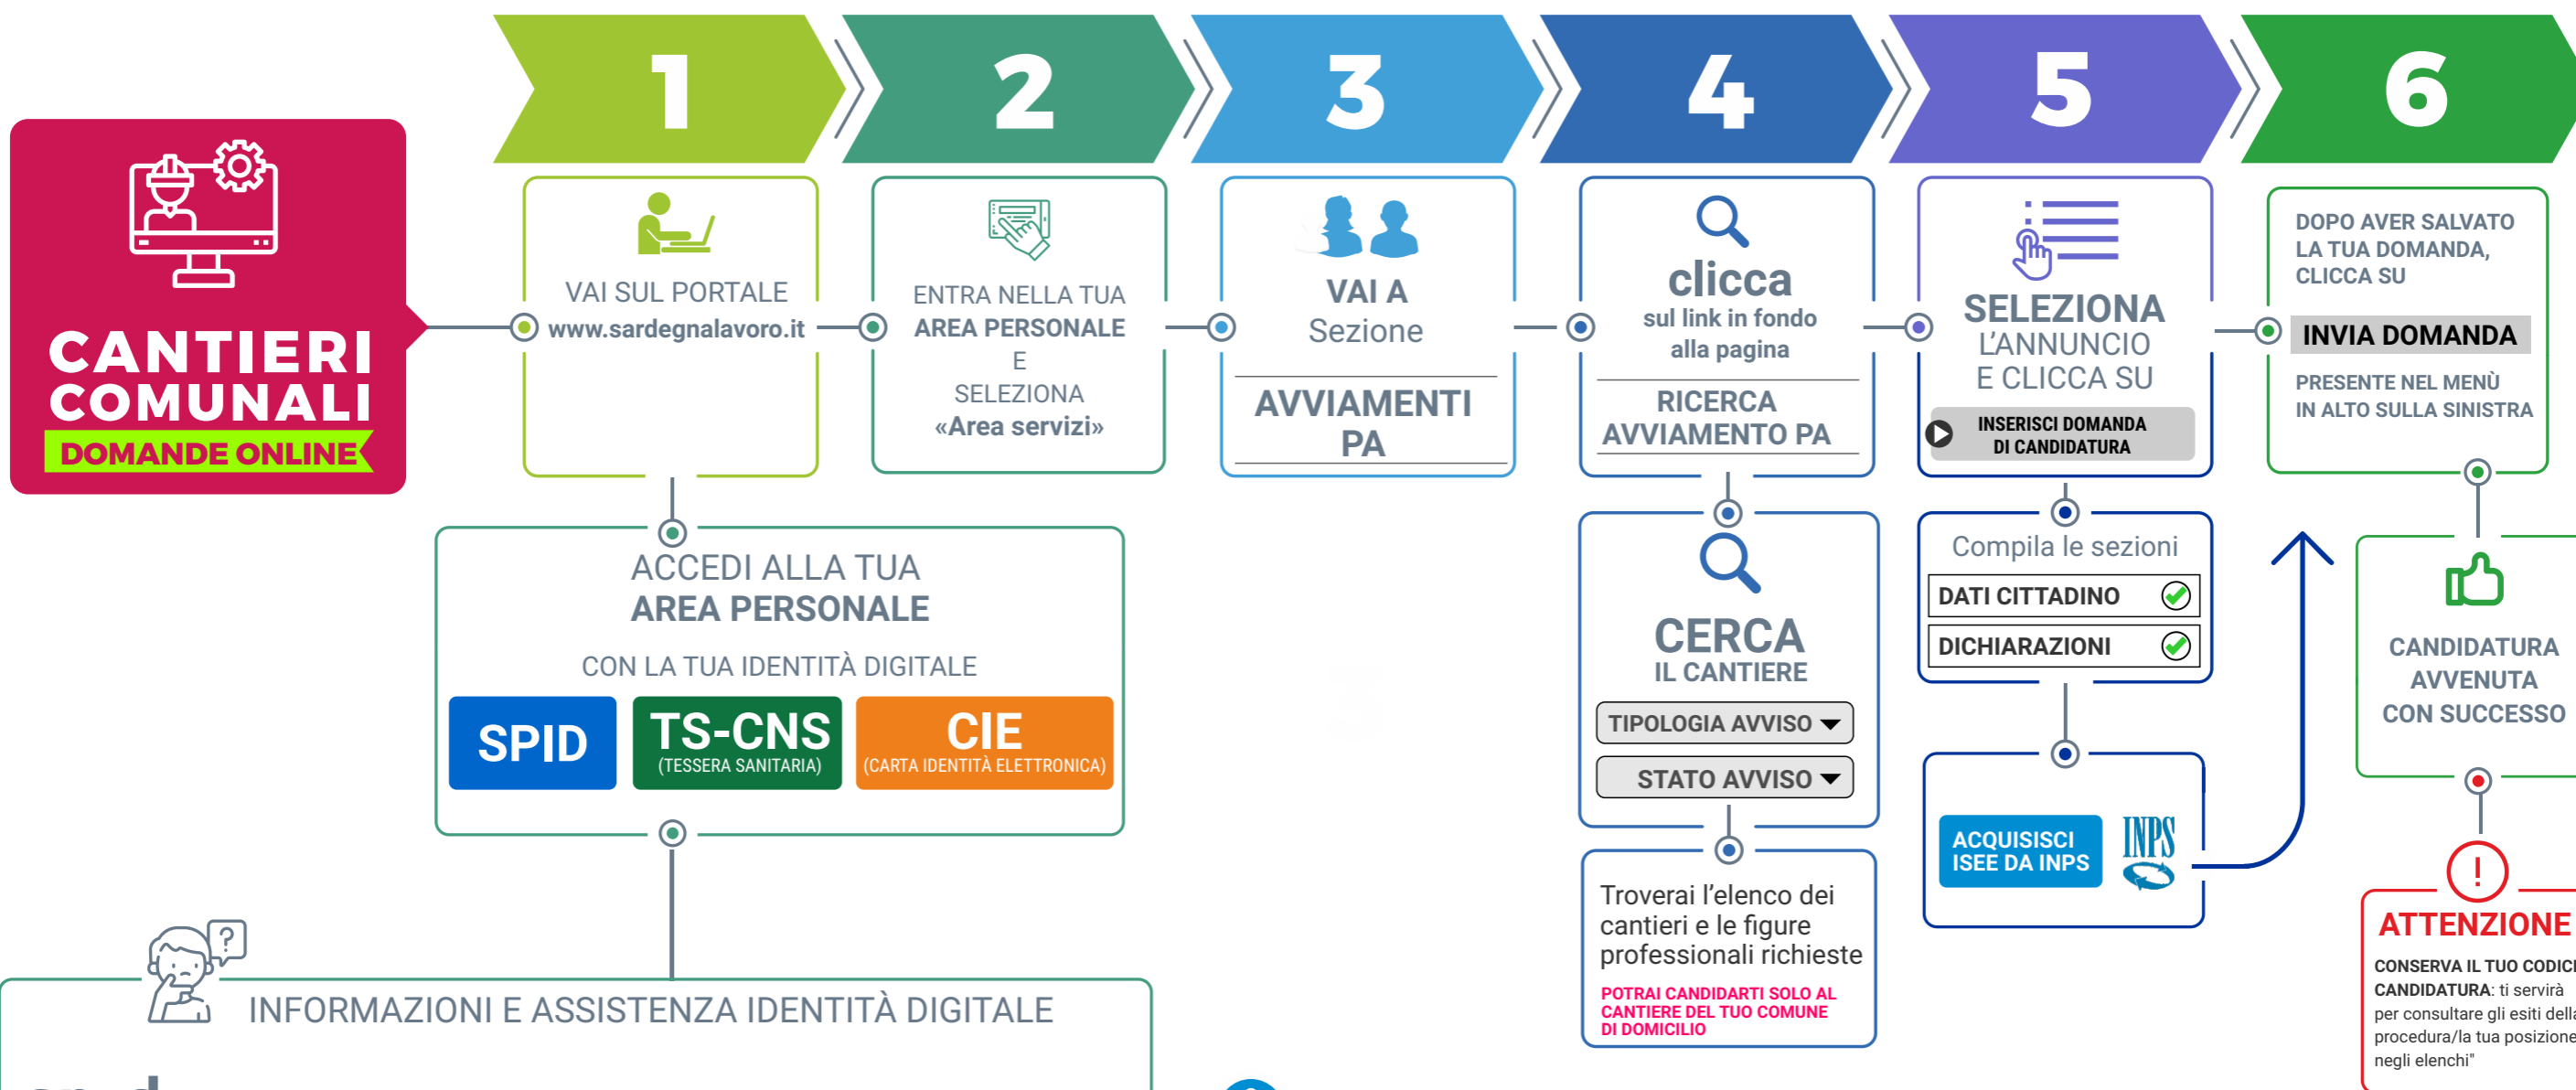 CANTIERI
COMUNALI
DOMANDE ONLINE
1
VAI SUL PORTALE
www.sardegnalavoro.it
ACCEDI ALLA TUA
AREA PERSONALE
CON LA TUA IDENTITÀ DIGITALE
SPID
TS-CNS
(TESSERA SANITARIA)
CIE
(CARTA IDENTITÀ ELETTRONICA)
?
INFORMAZIONI E ASSISTENZA IDENTITÀ DIGITALE
2
ENTRA NELLA TUA
AREA PERSONALE
E
SELEZIONA
«Area servizi»
3
VAI A
Sezione
AVVIAMENTI
PA
4
clicca
sul link in fondo
alla pagina
RICERCA
AVVIAMENTO PA
CERCA
IL CANTIERE
TIPOLOGIA AVVISO
STATO AVVISO
Troverai l'elenco dei
cantieri e le figure
professionali richieste
POTRAI CANDIDARTI SOLO AL
CANTIERE DEL TUO COMUNE
DI DOMICILIO
5
SELEZIONA
L'ANNUNCIO
E CLICCA SU
INSERISCI DOMANDA
DI CANDIDATURA
Compila le sezioni
DATI CITTADINO
DICHIARAZIONI
ACQUISISCI
ISEE DA INPS
INPS
6
DOPO AVER SALVATO
LA TUA DOMANDA,
CLICCA SU
INVIA DOMANDA
PRESENTE NEL MENÙ
IN ALTO SULLA SINISTRA
CANDIDATURA
AVVENUTA
CON SUCCESSO
!
ATTENZIONE
CONSERVA IL TUO CODIC
CANDIDATURA: ti servirà
per consultare gli esiti della
procedura/la tua posizione
negli elenchi"